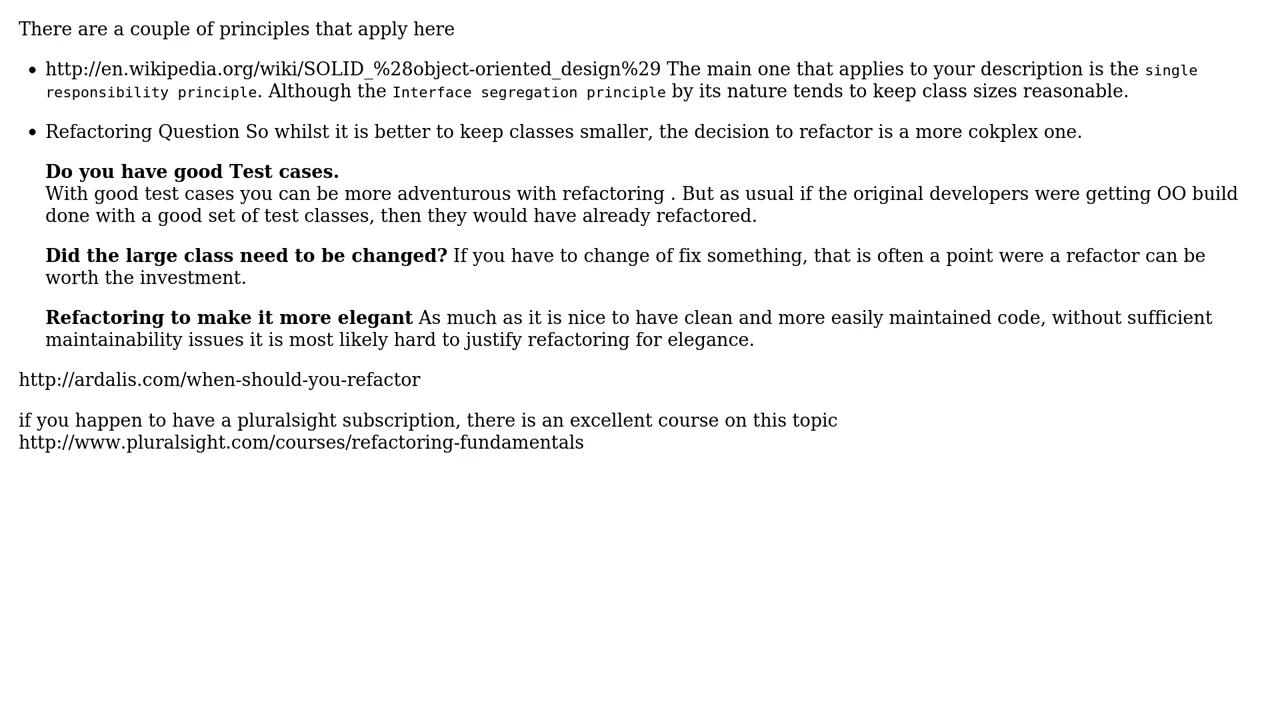 There are a couple of principles that apply here
http://en.wikipedia.org/wiki/SOLID_%28object-oriented_design%29 The main one that applies to your description is the single
responsibility principle. Although the Interface segregation principle by its nature tends to keep class sizes reasonable.
Refactoring Question So whilst it is better to keep classes smaller, the decision to refactor is a more cokplex one.
Do you have good Test cases.
With good test cases you can be more adventurous with refactoring . But as usual if the original developers were getting OO build
done with a good set of test classes, then they would have already refactored.
Did the large class need to be changed? If you have to change of fix something, that is often a point were a refactor can be
worth the investment.
Refactoring to make it more elegant As much as it is nice to have clean and more easily maintained code, without sufficient
maintainability issues it is most likely hard to justify refactoring for elegance.
http://ardalis.com/when-should-you-refactor
if you happen to have a pluralsight subscription, there is an excellent course on this topic
http://www.pluralsight.com/courses/refactoring-fundamentals